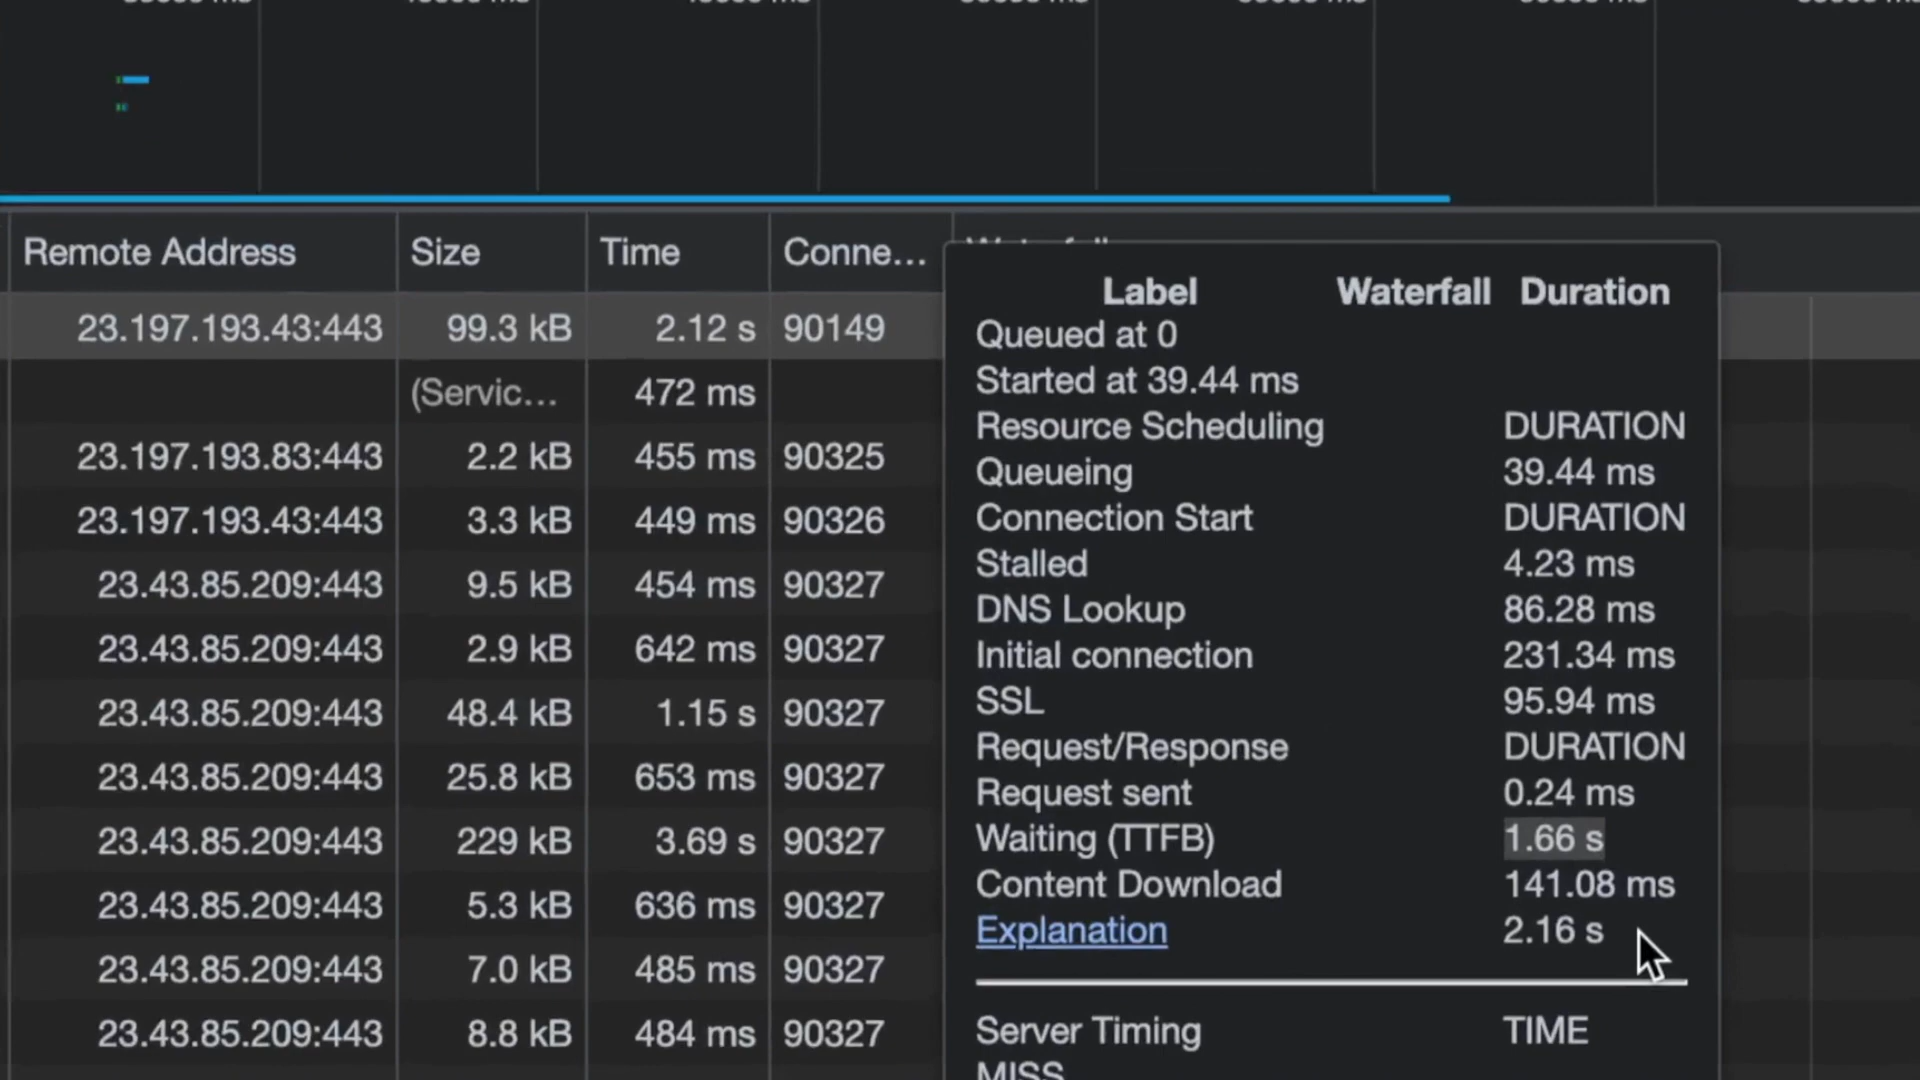 Remote Address Size Time Conne...
23.197.193.43:443 99.3 kB 2.12 s 90149
(Servic... 472 ms
23.197.193.83:443 2.2 kB 455 ms 90325
23.197.193.43:443 3.3 kB 449 ms 90326
23.43.85.209:443 9.5 kB 454 ms 90327
23.43.85.209:443 2.9 kB 642 ms 90327
23.43.85.209:443 48.4 kB 1.15 s 90327
23.43.85.209:443 25.8 kB 653 ms 90327
23.43.85.209:443 229 kB 3.69 s 90327
23.43.85.209:443 5.3 kB 636 ms 90327
23.43.85.209:443 7.0 kB 485 ms 90327
23.43.85.209:443 8.8 kB 484 ms 90327
Label Waterfall Duration
Queued at 0
Started at 39.44 ms
Resource Scheduling DURATION
Queueing 39.44 ms
Connection Start DURATION
Stalled 4.23 ms
DNS Lookup 86.28 ms
Initial connection 231.34 ms
SSL 95.94 ms
Request/Response DURATION
Request sent 0.24 ms
Waiting (TTFB) 1.66 s
Content Download 141.08 ms
Explanation 2.16 s
Server Timing TIME
MISS